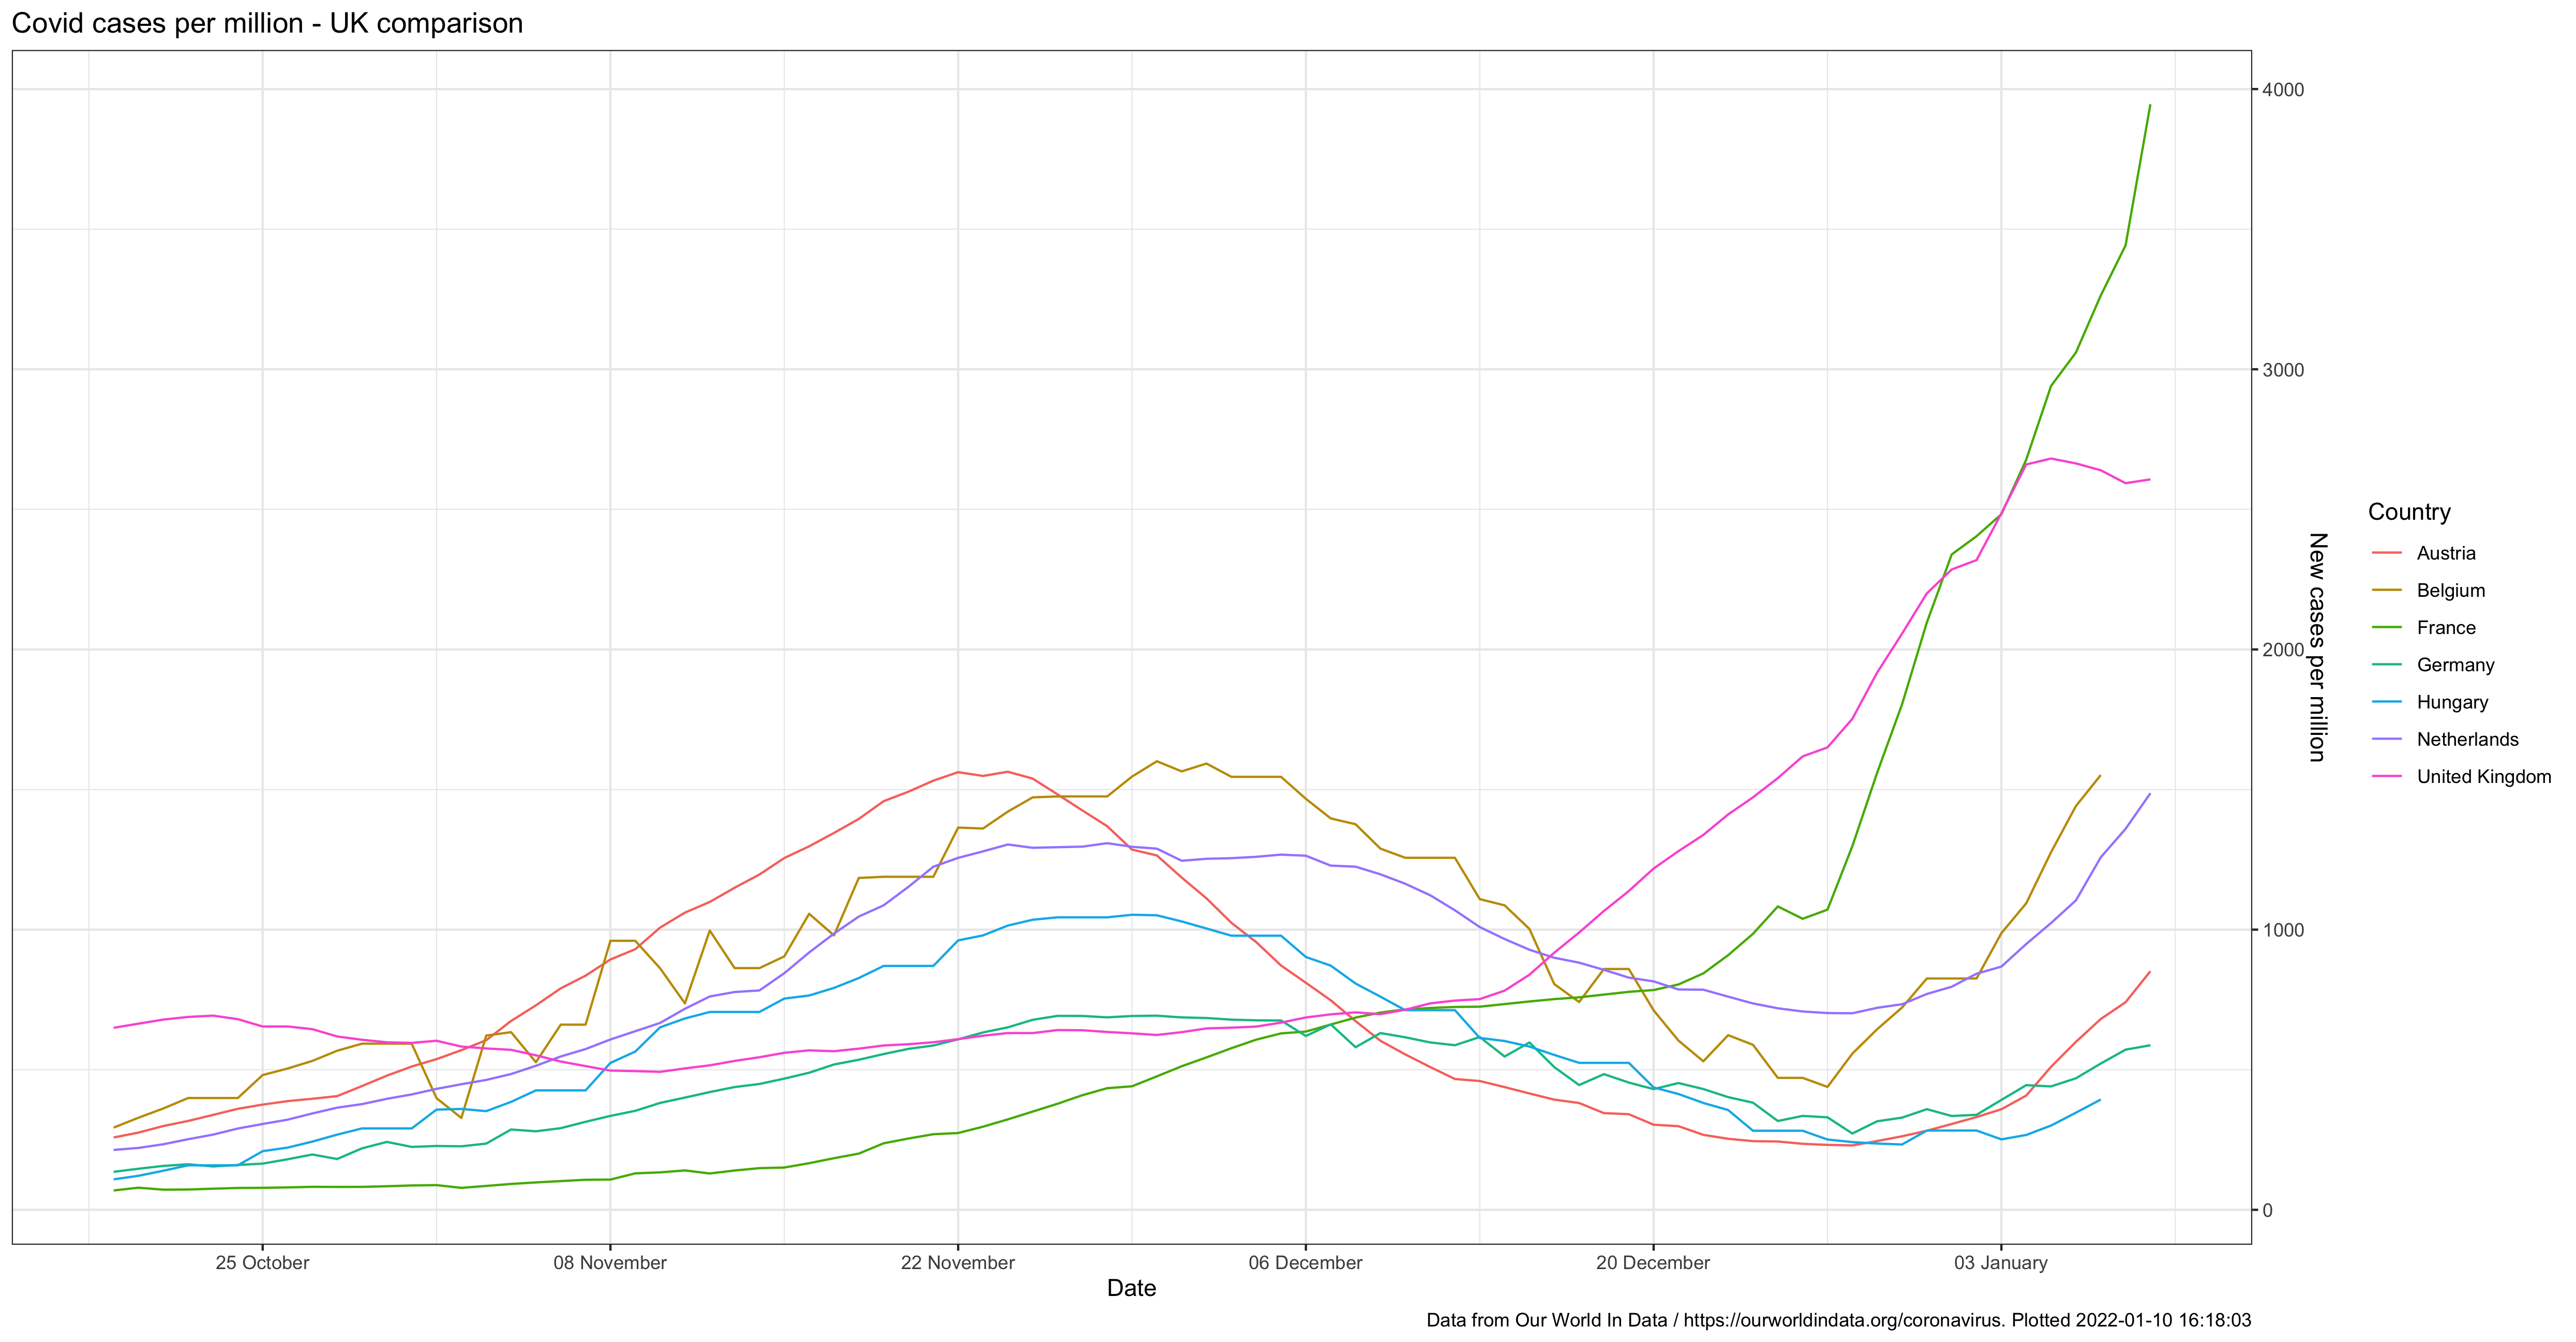 Covid cases per million - UK comparison
4000
3000
2000
1000
0
New cases per million
25 October
08 November
22 November
06 December
20 December
03 January
Date
Country
Austria
Belgium
France
Germany
Hungary
Netherlands
United Kingdom
Data from Our World In Data / https://ourworldindata.org/coronavirus. Plotted 2022-01-10 16:18:03